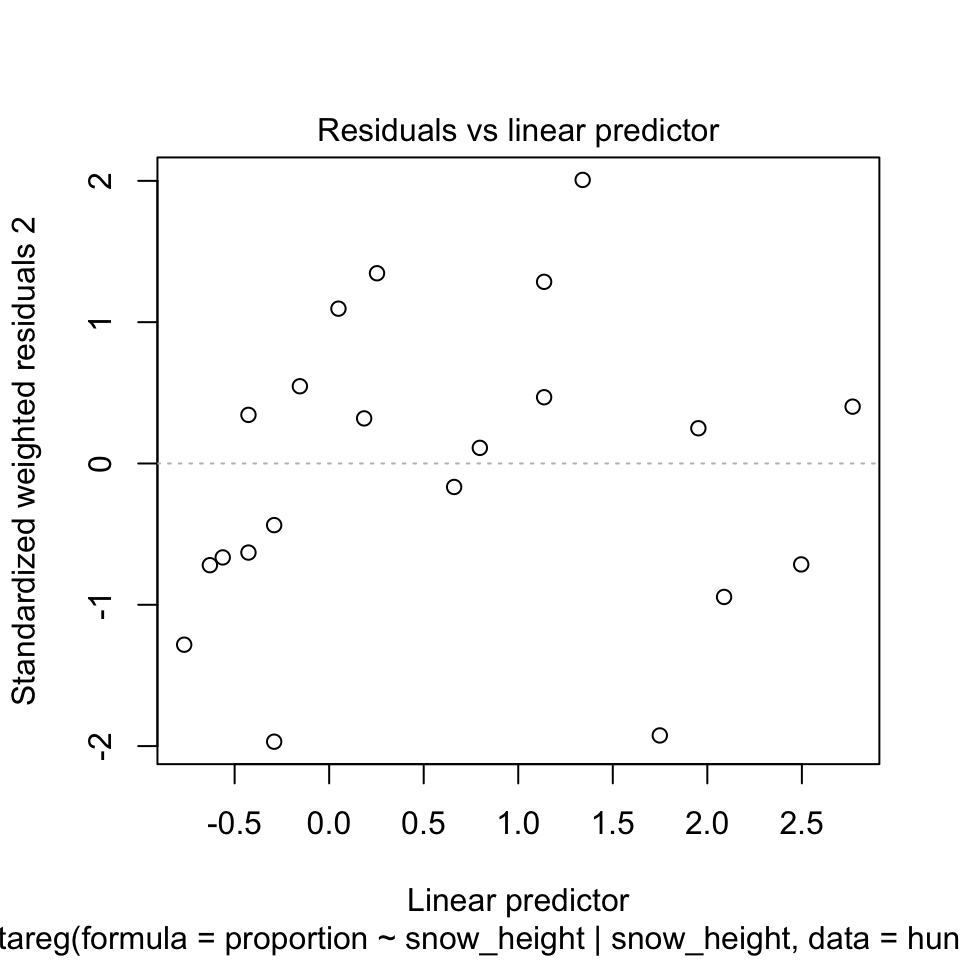 Residuals vs linear predictor
Standardized weighted residuals 2
2
1
0
-1
-2
-0.5 0.0 0.5 1.0 1.5 2.0 2.5
Linear predictor
tareg(formula = proportion ~ snow_height | snow_height, data = hun